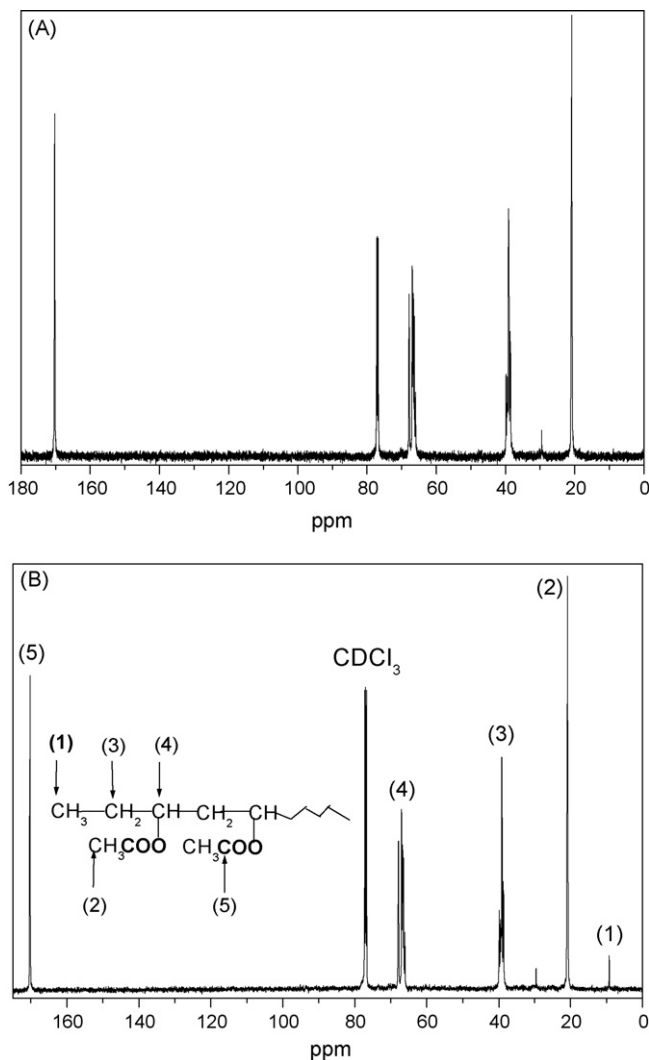 (A)
180 160 140 120 100 80 60 40 20 0
ppm
(B)
(2)
(5)
CDCl₃
(1) (3) (4)
(3)
(4)
CH₃ CH₂ CH CH₂ CH
CH₃COO CH₃COO
(2) (5)
(1)
160 140 120 100 80 60 40 20 0
ppm